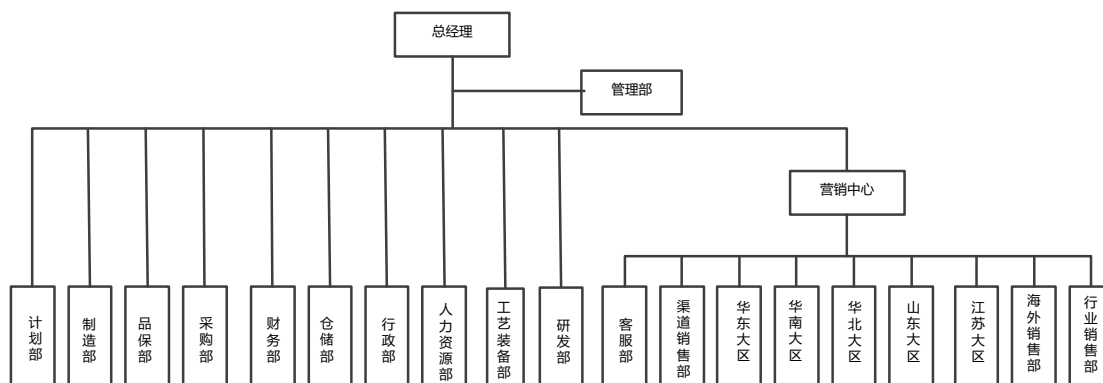 总经理
管理部
营销中心
计划部
制造部
品保部
采购部
财务部
仓储部
行政部
人力资源部
工艺装备部
研发部
客服部
渠道销售部
华东大区
华南大区
华北大区
山东大区
江苏大区
海外销售部
行业销售部